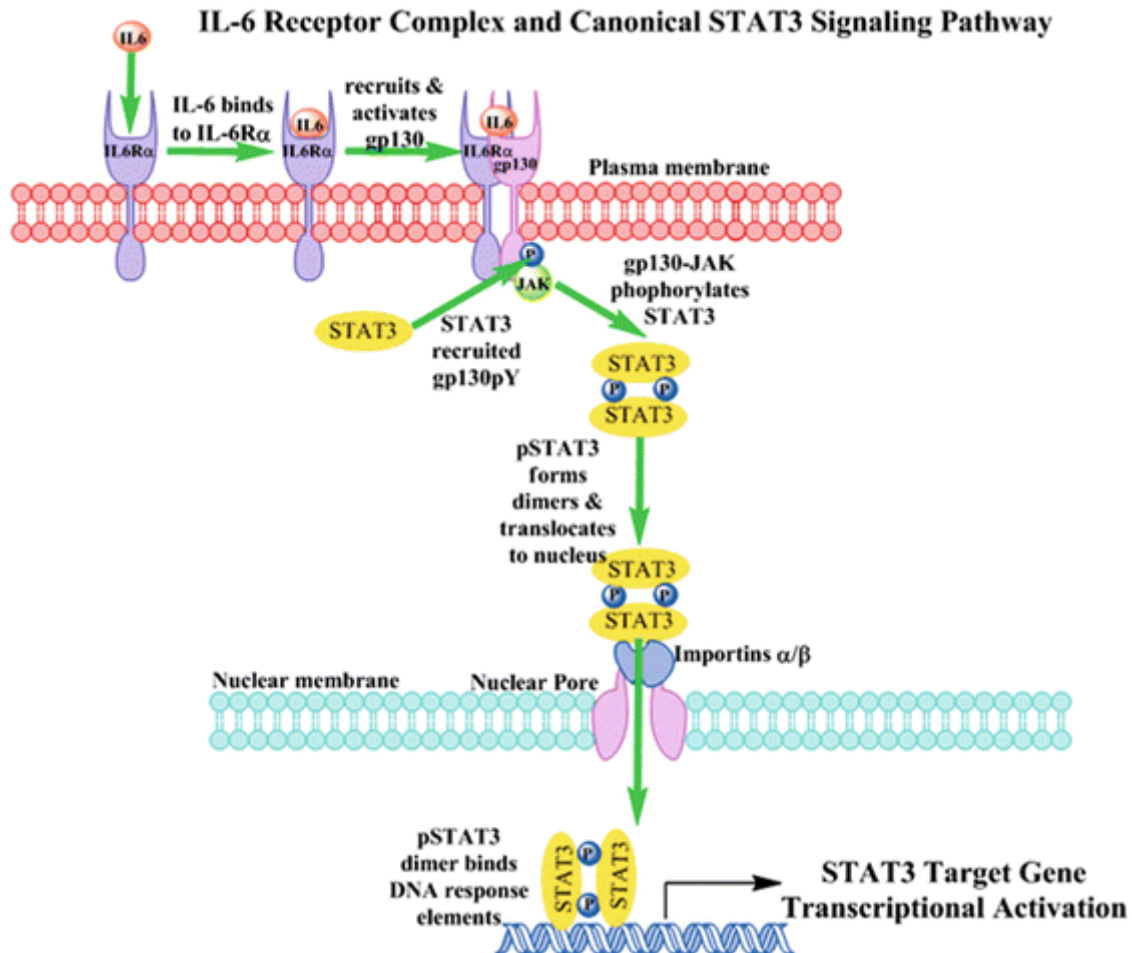 IL-6 Receptor Complex and Canonical STAT3 Signaling Pathway
IL6
IL-6 binds
to IL-6Rα
recruits &
activates
gp130
IL6Rα
IL6
IL6Rα
IL6
IL6Rα
gp130
Plasma membrane
P
JAK
gp130-JAK
phophorylates
STAT3
STAT3
STAT3
recruited
gp130pY
STAT3
P P
STAT3
pSTAT3
forms
dimers &
translocates
to nucleus
STAT3
P P
STAT3
Importins α/β
Nuclear membrane
Nuclear Pore
pSTAT3
dimer binds
DNA response
elements
STAT3
P
P
STAT3
STAT3 Target Gene
Transcriptional Activation